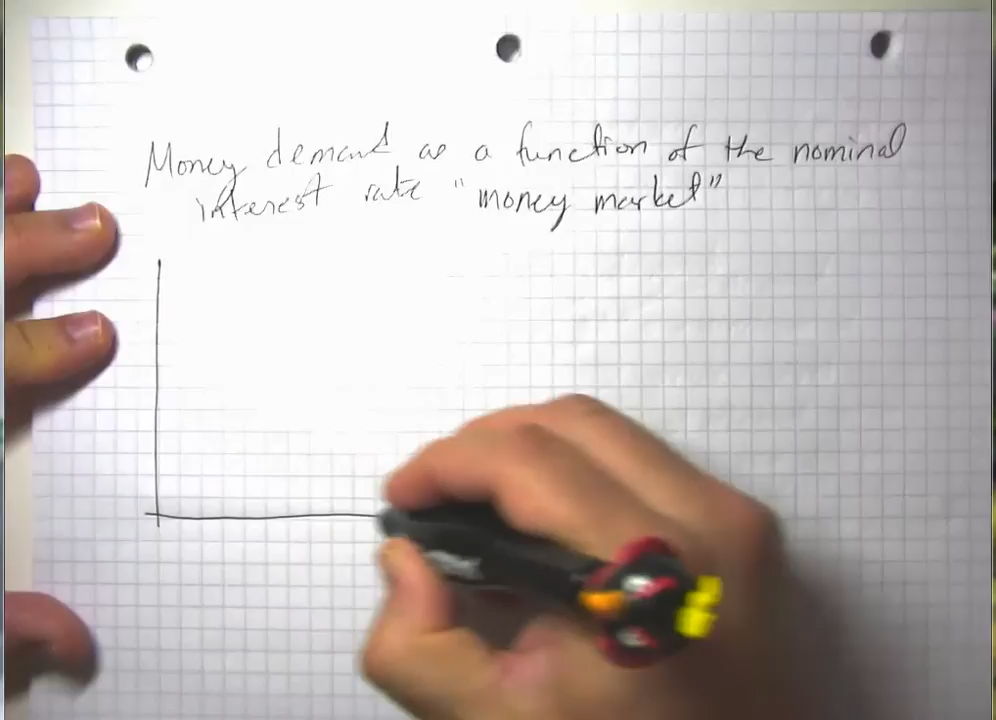 Money demand as a function of the nominal
interest rate "money market"